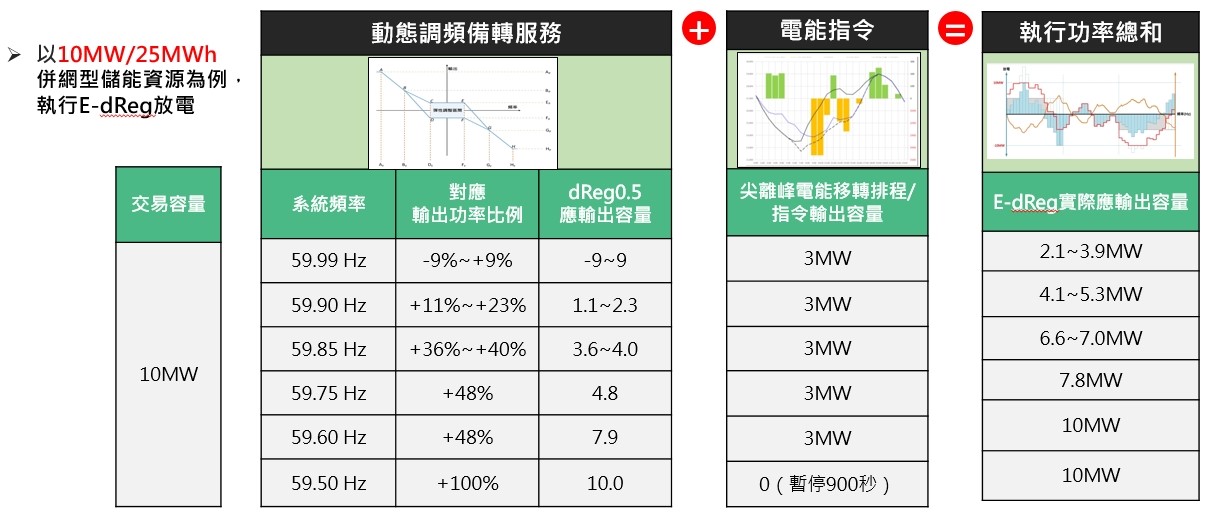 ➢ 以10MW/25MWh
併網型儲能資源為例，
執行E-dReg放電
動態調頻備轉服務
+
電能指令
=
執行功率總和
交易容量
系統頻率
對應
輸出功率比例
dReg0.5
應輸出容量
尖離峰電能移轉排程/
指令輸出容量
E-dReg實際應輸出容量
10MW
59.99 Hz -9%~+9% -9~9 3MW 2.1~3.9MW
59.90 Hz +11%~+23% 1.1~2.3 3MW 4.1~5.3MW
59.85 Hz +36%~+40% 3.6~4.0 3MW 6.6~7.0MW
59.75 Hz +48% 4.8 3MW 7.8MW
59.60 Hz +48% 7.9 3MW 10MW
59.50 Hz +100% 10.0 0（暫停900秒） 10MW